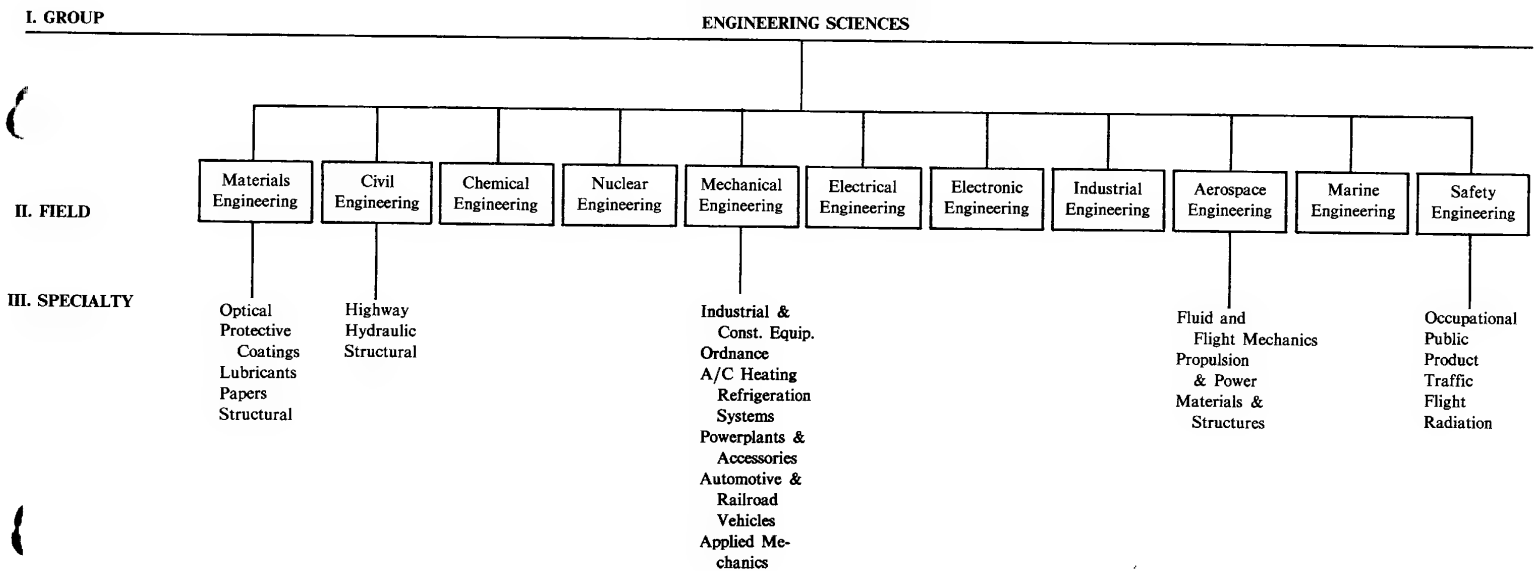 I. GROUP
ENGINEERING SCIENCES
II. FIELD
Materials
Engineering
Civil
Engineering
Chemical
Engineering
Nuclear
Engineering
Mechanical
Engineering
Electrical
Engineering
Electronic
Engineering
Industrial
Engineering
Aerospace
Engineering
Marine
Engineering
Safety
Engineering
III. SPECIALTY
Optical
Protective
Coatings
Lubricants
Papers
Structural
Highway
Hydraulic
Structural
Industrial &
Const. Equip.
Ordnance
A/C Heating
Refrigeration
Systems
Powerplants &
Accessories
Automotive &
Railroad
Vehicles
Applied Me-
chanics
Fluid and
Flight Mechanics
Propulsion
& Power
Materials &
Structures
Occupational
Public
Product
Traffic
Flight
Radiation